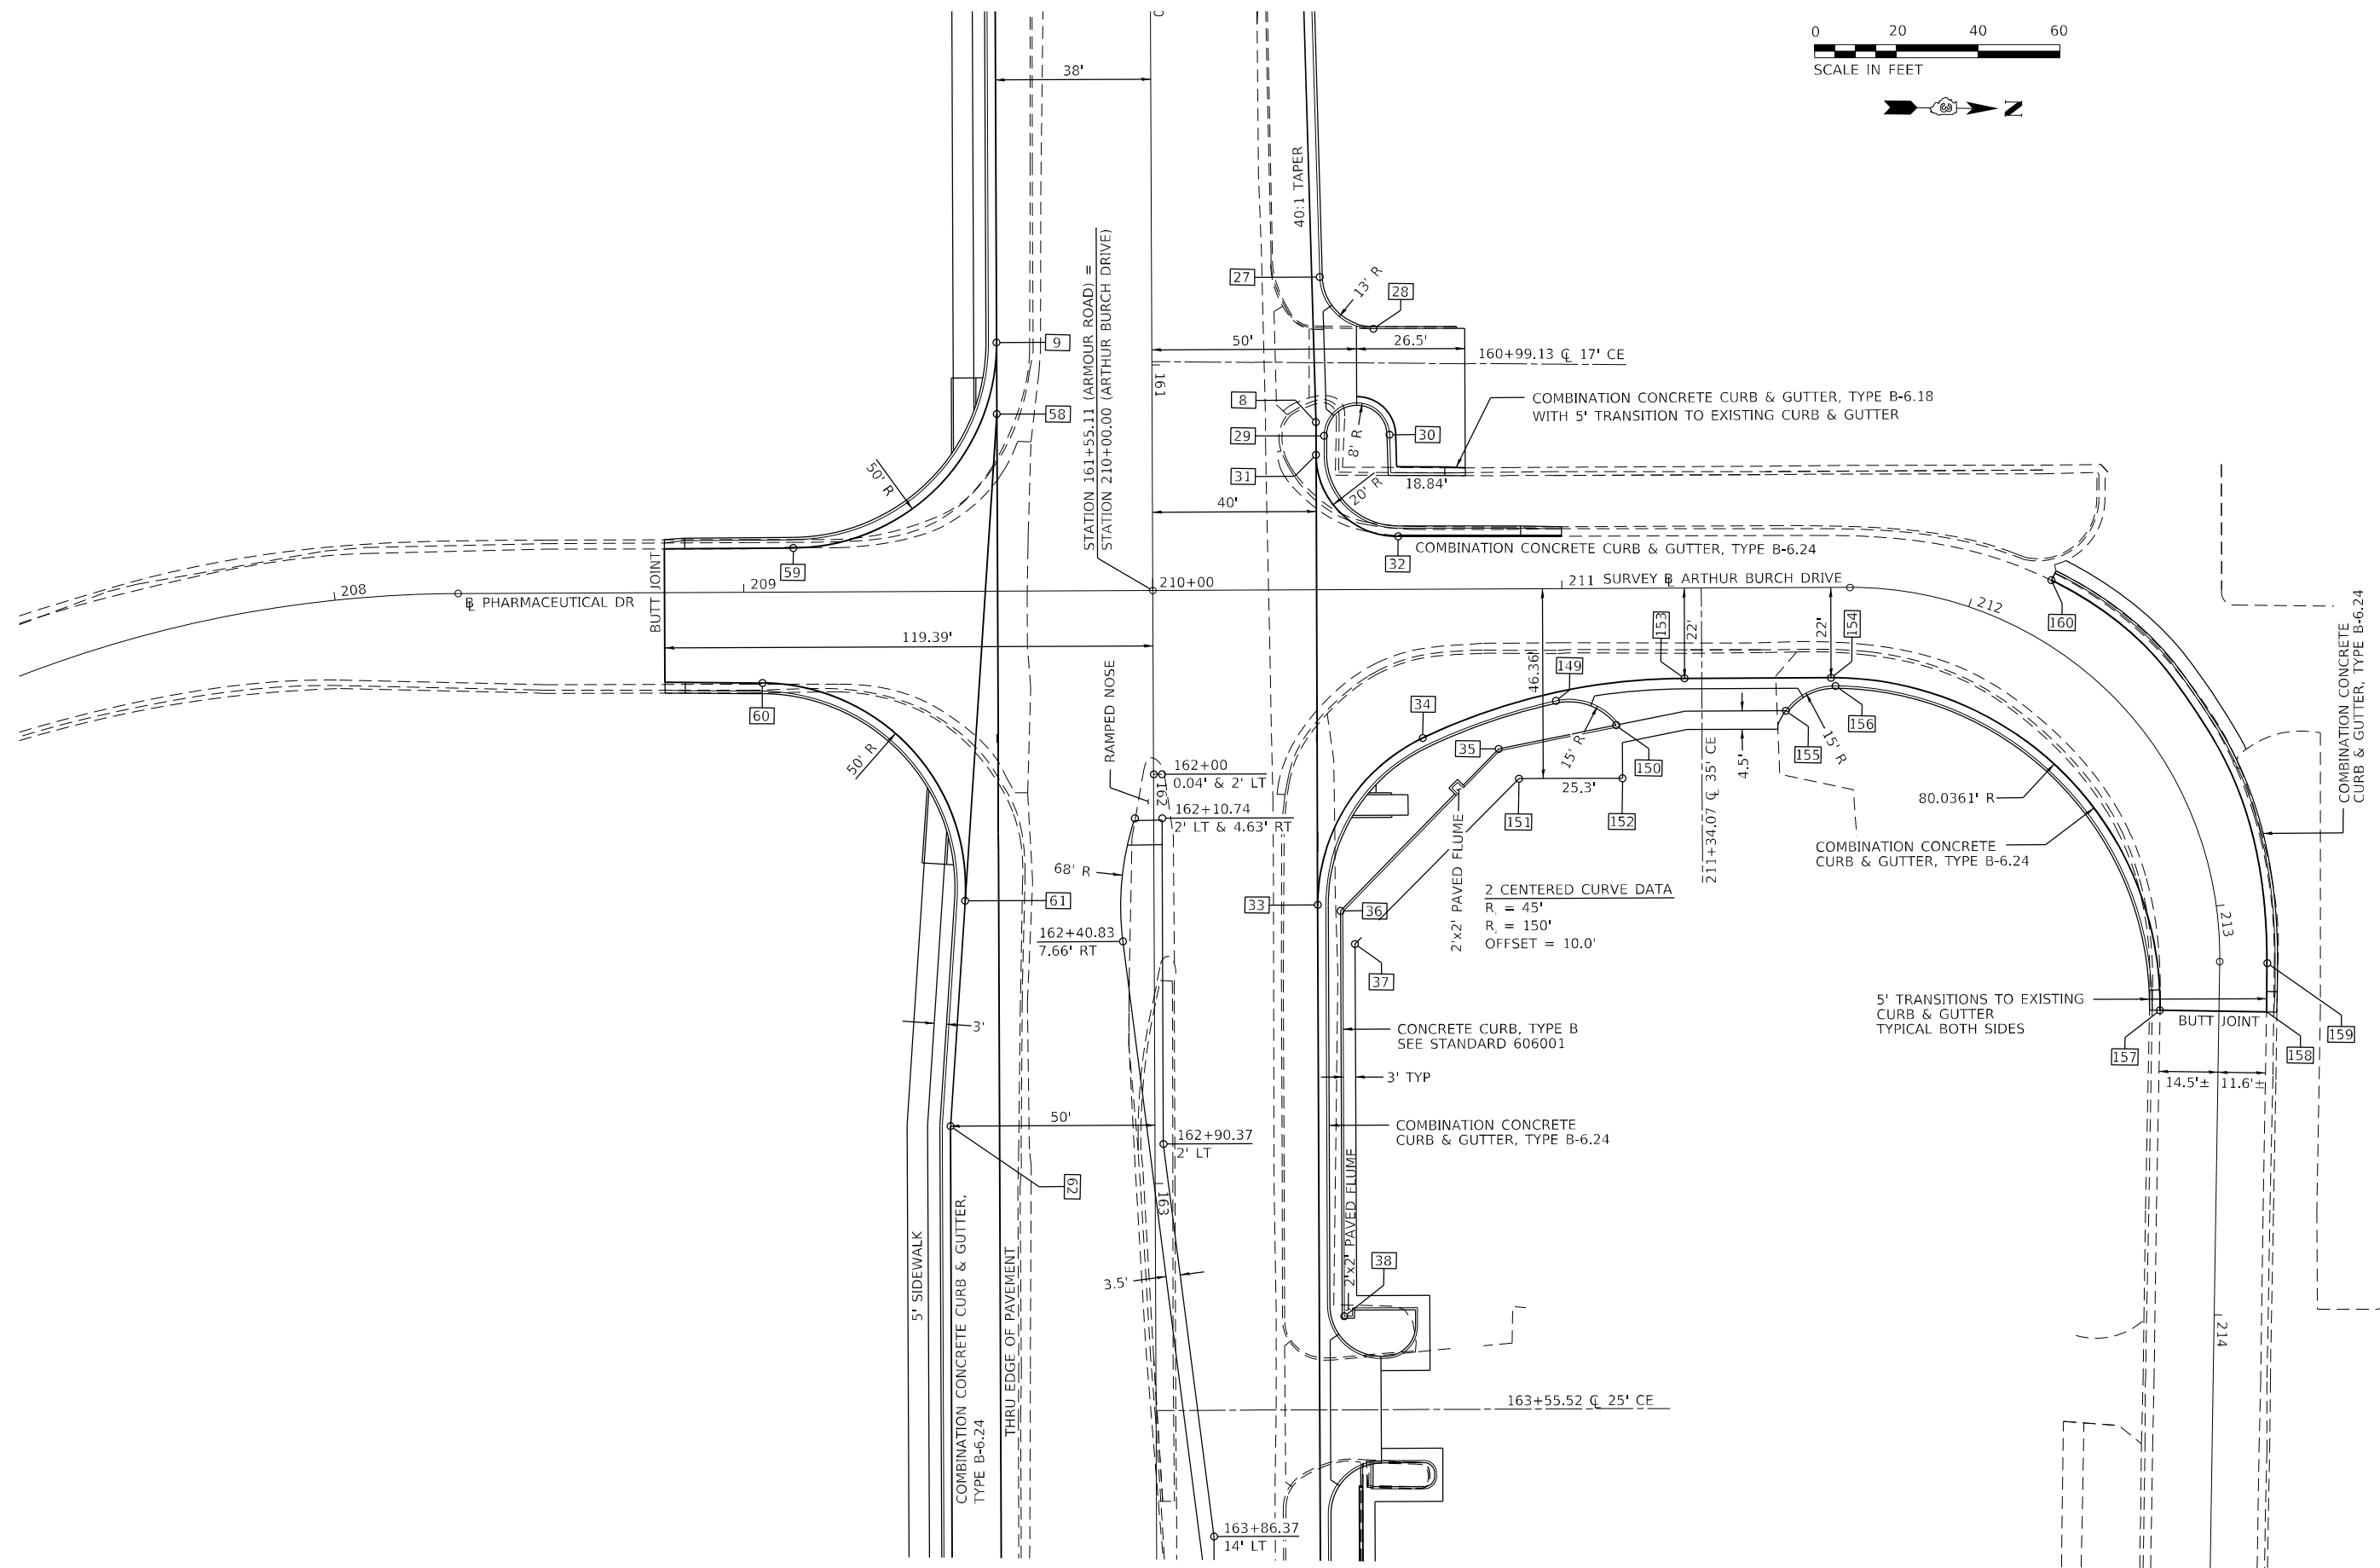 0 20 40 60
SCALE IN FEET
N
38'
40:1 TAPER
27
28
13' R
9
50'
26.5'
160+99.13 ℄ 17' CE
161
STATION 161+55.11 (ARMOUR ROAD) =
STATION 210+00.00 (ARTHUR BURCH DRIVE)
58
8
29
30
31
8' R
COMBINATION CONCRETE CURB & GUTTER, TYPE B-6.18
WITH 5' TRANSITION TO EXISTING CURB & GUTTER
50' R
20' R
18.84'
40'
32
COMBINATION CONCRETE CURB & GUTTER, TYPE B-6.24
59
BUTT JOINT
208
209
210+00
211
SURVEY ⅊ ARTHUR BURCH DRIVE
212
⅊ PHARMACEUTICAL DR
119.39'
46.36'
153
22'
22'
154
160
COMBINATION CONCRETE
CURB & GUTTER, TYPE B-6.24
60
RAMPED NOSE
149
34
35
15' R
150
156
155
15' R
4.5'
211+34.07 ℄ 35' CE
50' R
162+00
0.04' & 2' LT
162
162+10.74
2' LT & 4.63' RT
25.3'
151
152
80.0361' R
COMBINATION CONCRETE
CURB & GUTTER, TYPE B-6.24
68' R
2'x2' PAVED FLUME
2 CENTERED CURVE DATA
R = 45'
R = 150'
OFFSET = 10.0'
61
33
36
162+40.83
7.66' RT
37
213
3'
CONCRETE CURB, TYPE B
SEE STANDARD 606001
5' TRANSITIONS TO EXISTING
CURB & GUTTER
TYPICAL BOTH SIDES
BUTT JOINT
157
158
159
3' TYP
14.5'±
11.6'±
50'
COMBINATION CONCRETE
CURB & GUTTER, TYPE B-6.24
162+90.37
2' LT
62
163
5' SIDEWALK
COMBINATION CONCRETE CURB & GUTTER,
TYPE B-6.24
THRU EDGE OF PAVEMENT
3.5'
2'x2' PAVED FLUME
38
214
163+55.52 ℄ 25' CE
163+86.37
14' LT